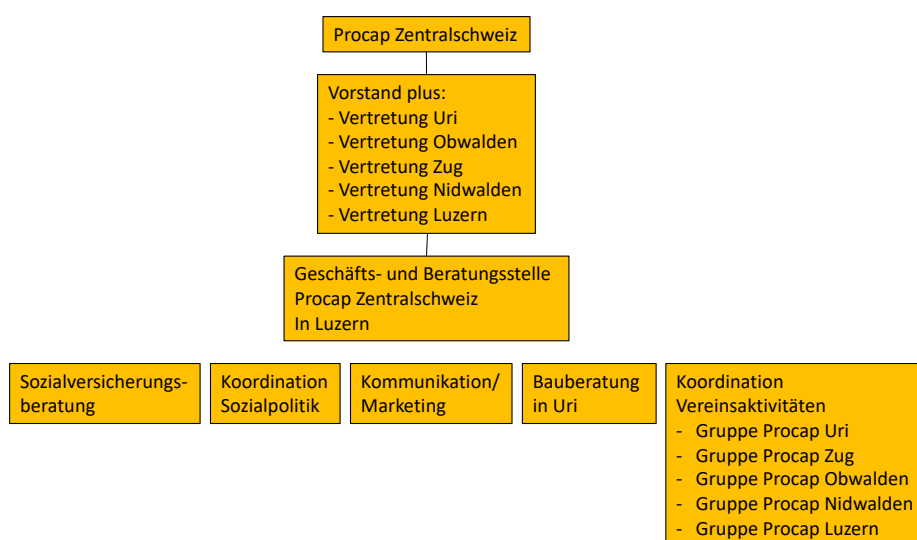 Procap Zentralschweiz
Vorstand plus:
- Vertretung Uri
- Vertretung Obwalden
- Vertretung Zug
- Vertretung Nidwalden
- Vertretung Luzern
Geschäfts- und Beratungsstelle
Procap Zentralschweiz
In Luzern
Sozialversicherungs-
beratung
Koordination
Sozialpolitik
Kommunikation/
Marketing
Bauberatung
in Uri
Koordination
Vereinsaktivitäten
- Gruppe Procap Uri
- Gruppe Procap Zug
- Gruppe Procap Obwalden
- Gruppe Procap Nidwalden
- Gruppe Procap Luzern